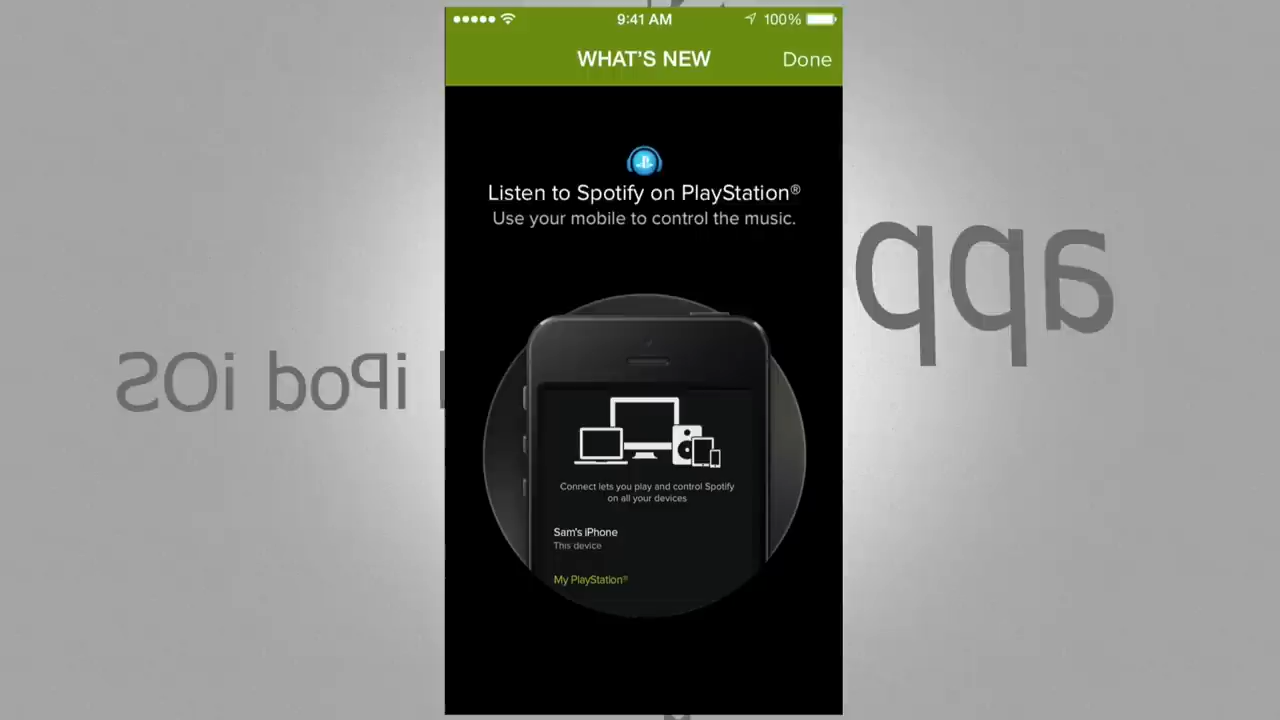 9:41 AM 100%
WHAT'S NEW Done
Listen to Spotify on PlayStation®
Use your mobile to control the music.
app
iPod iOS
Connect lets you play and control Spotify
on all your devices
Sam's iPhone
This device
My PlayStation®